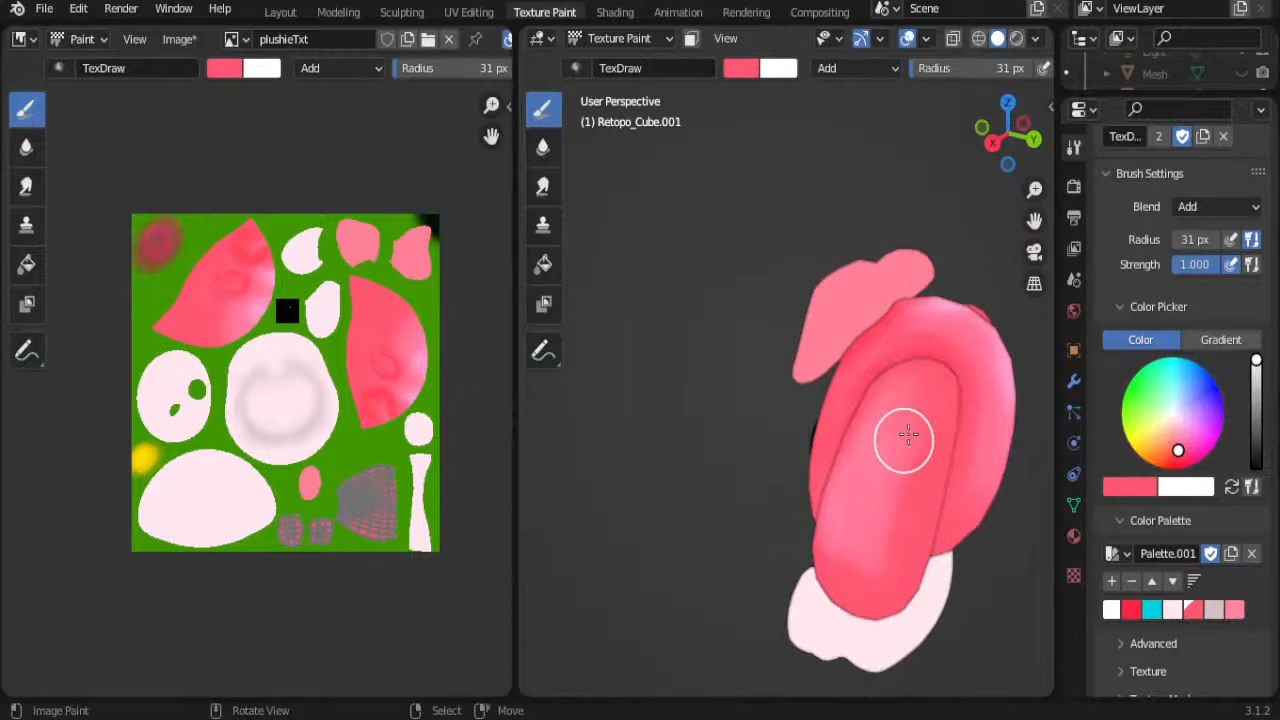 File Edit Render Window Help Layout Modeling Sculpting UV Editing Texture Paint Shading Animation Rendering Compositing Scene ViewLayer
Paint View Image* plushieTxt Texture Paint View
TexDraw Add Radius 31 px TexDraw Add Radius 31 px
Mesh
User Perspective
(1) Retopo_Cube.001
Z
Y
X
TexD... 2
Brush Settings
Blend Add
Radius 31 px
Strength 1.000
Color Picker
Color Gradient
Color Palette
Palette.001
Advanced
Texture
Image Paint Rotate View Select Move 3.1.2